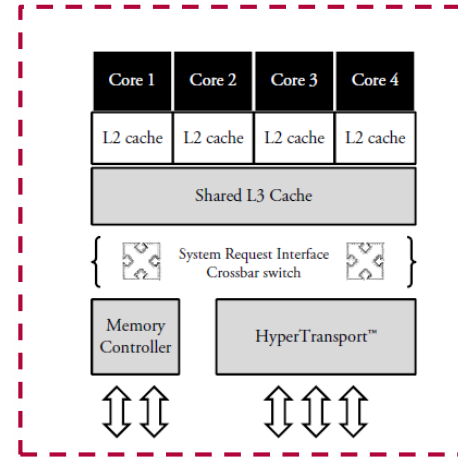 Core 1 Core 2 Core 3 Core 4
L2 cache L2 cache L2 cache L2 cache
Shared L3 Cache
System Request Interface
Crossbar switch
Memory
Controller
HyperTransport™